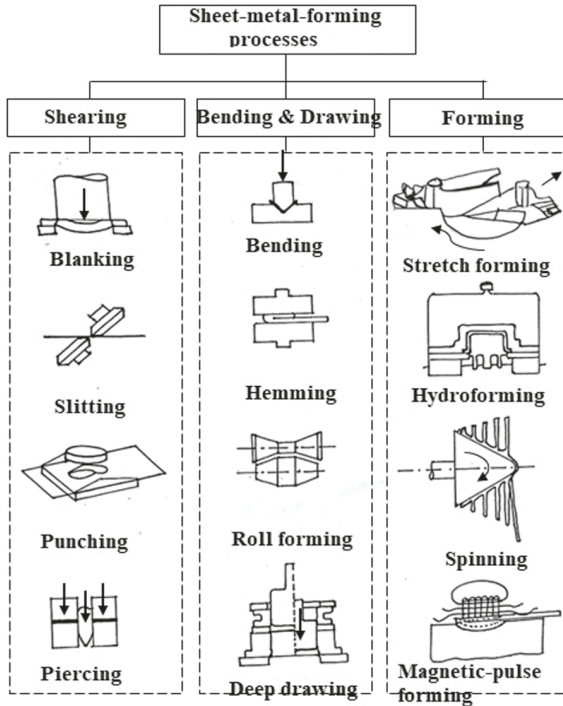 Sheet-metal-forming
processes
Shearing
Bending & Drawing
Forming
Blanking
Slitting
Punching
Piercing
Bending
Hemming
Roll forming
Deep drawing
Stretch forming
Hydroforming
Spinning
Magnetic-pulse
forming